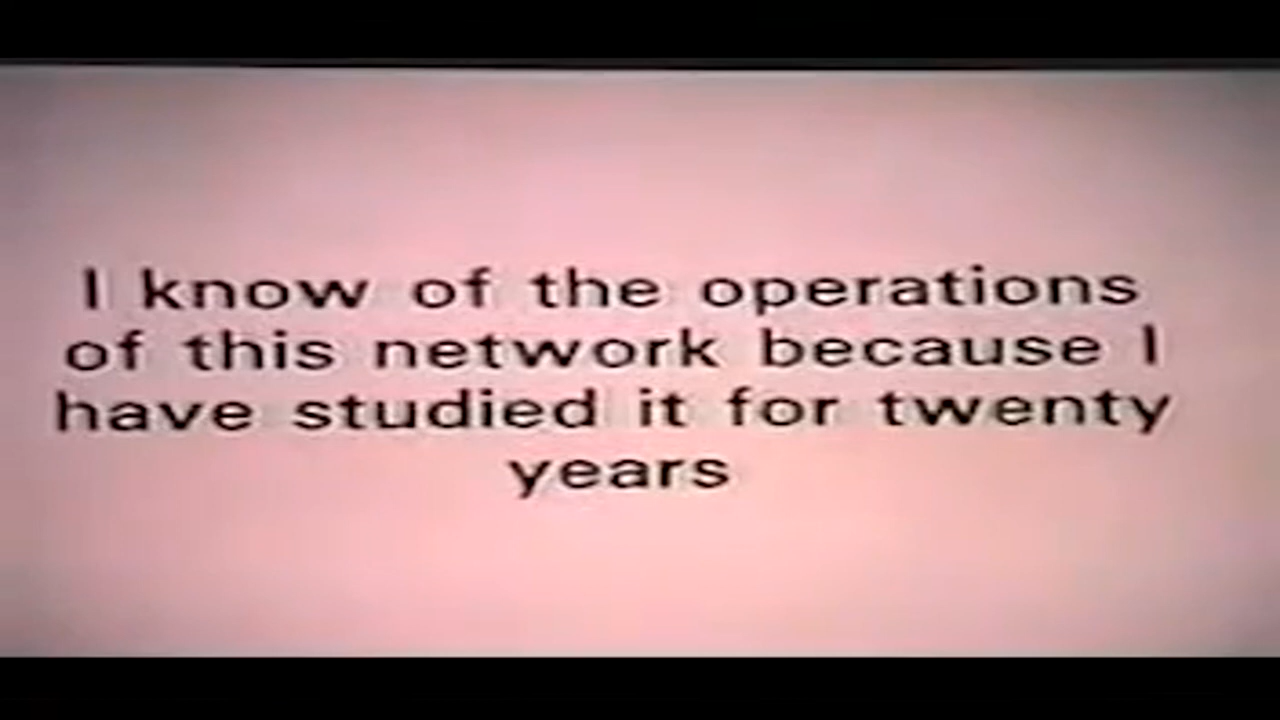 I know of the operations
of this network because I
have studied it for twenty
years